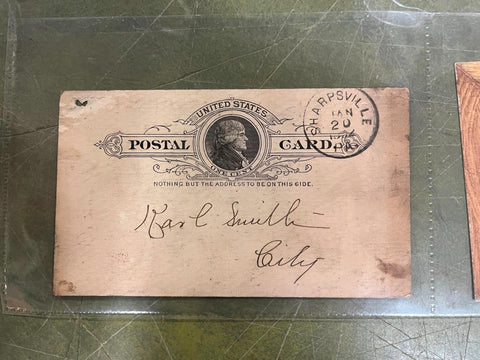 UNITED STATES
POSTAL CARD.
ONE CENT
NOTHING BUT THE ADDRESS TO BE ON THIS SIDE.
SHARPSVILLE
JAN
20
PA.
Karl Smith
City